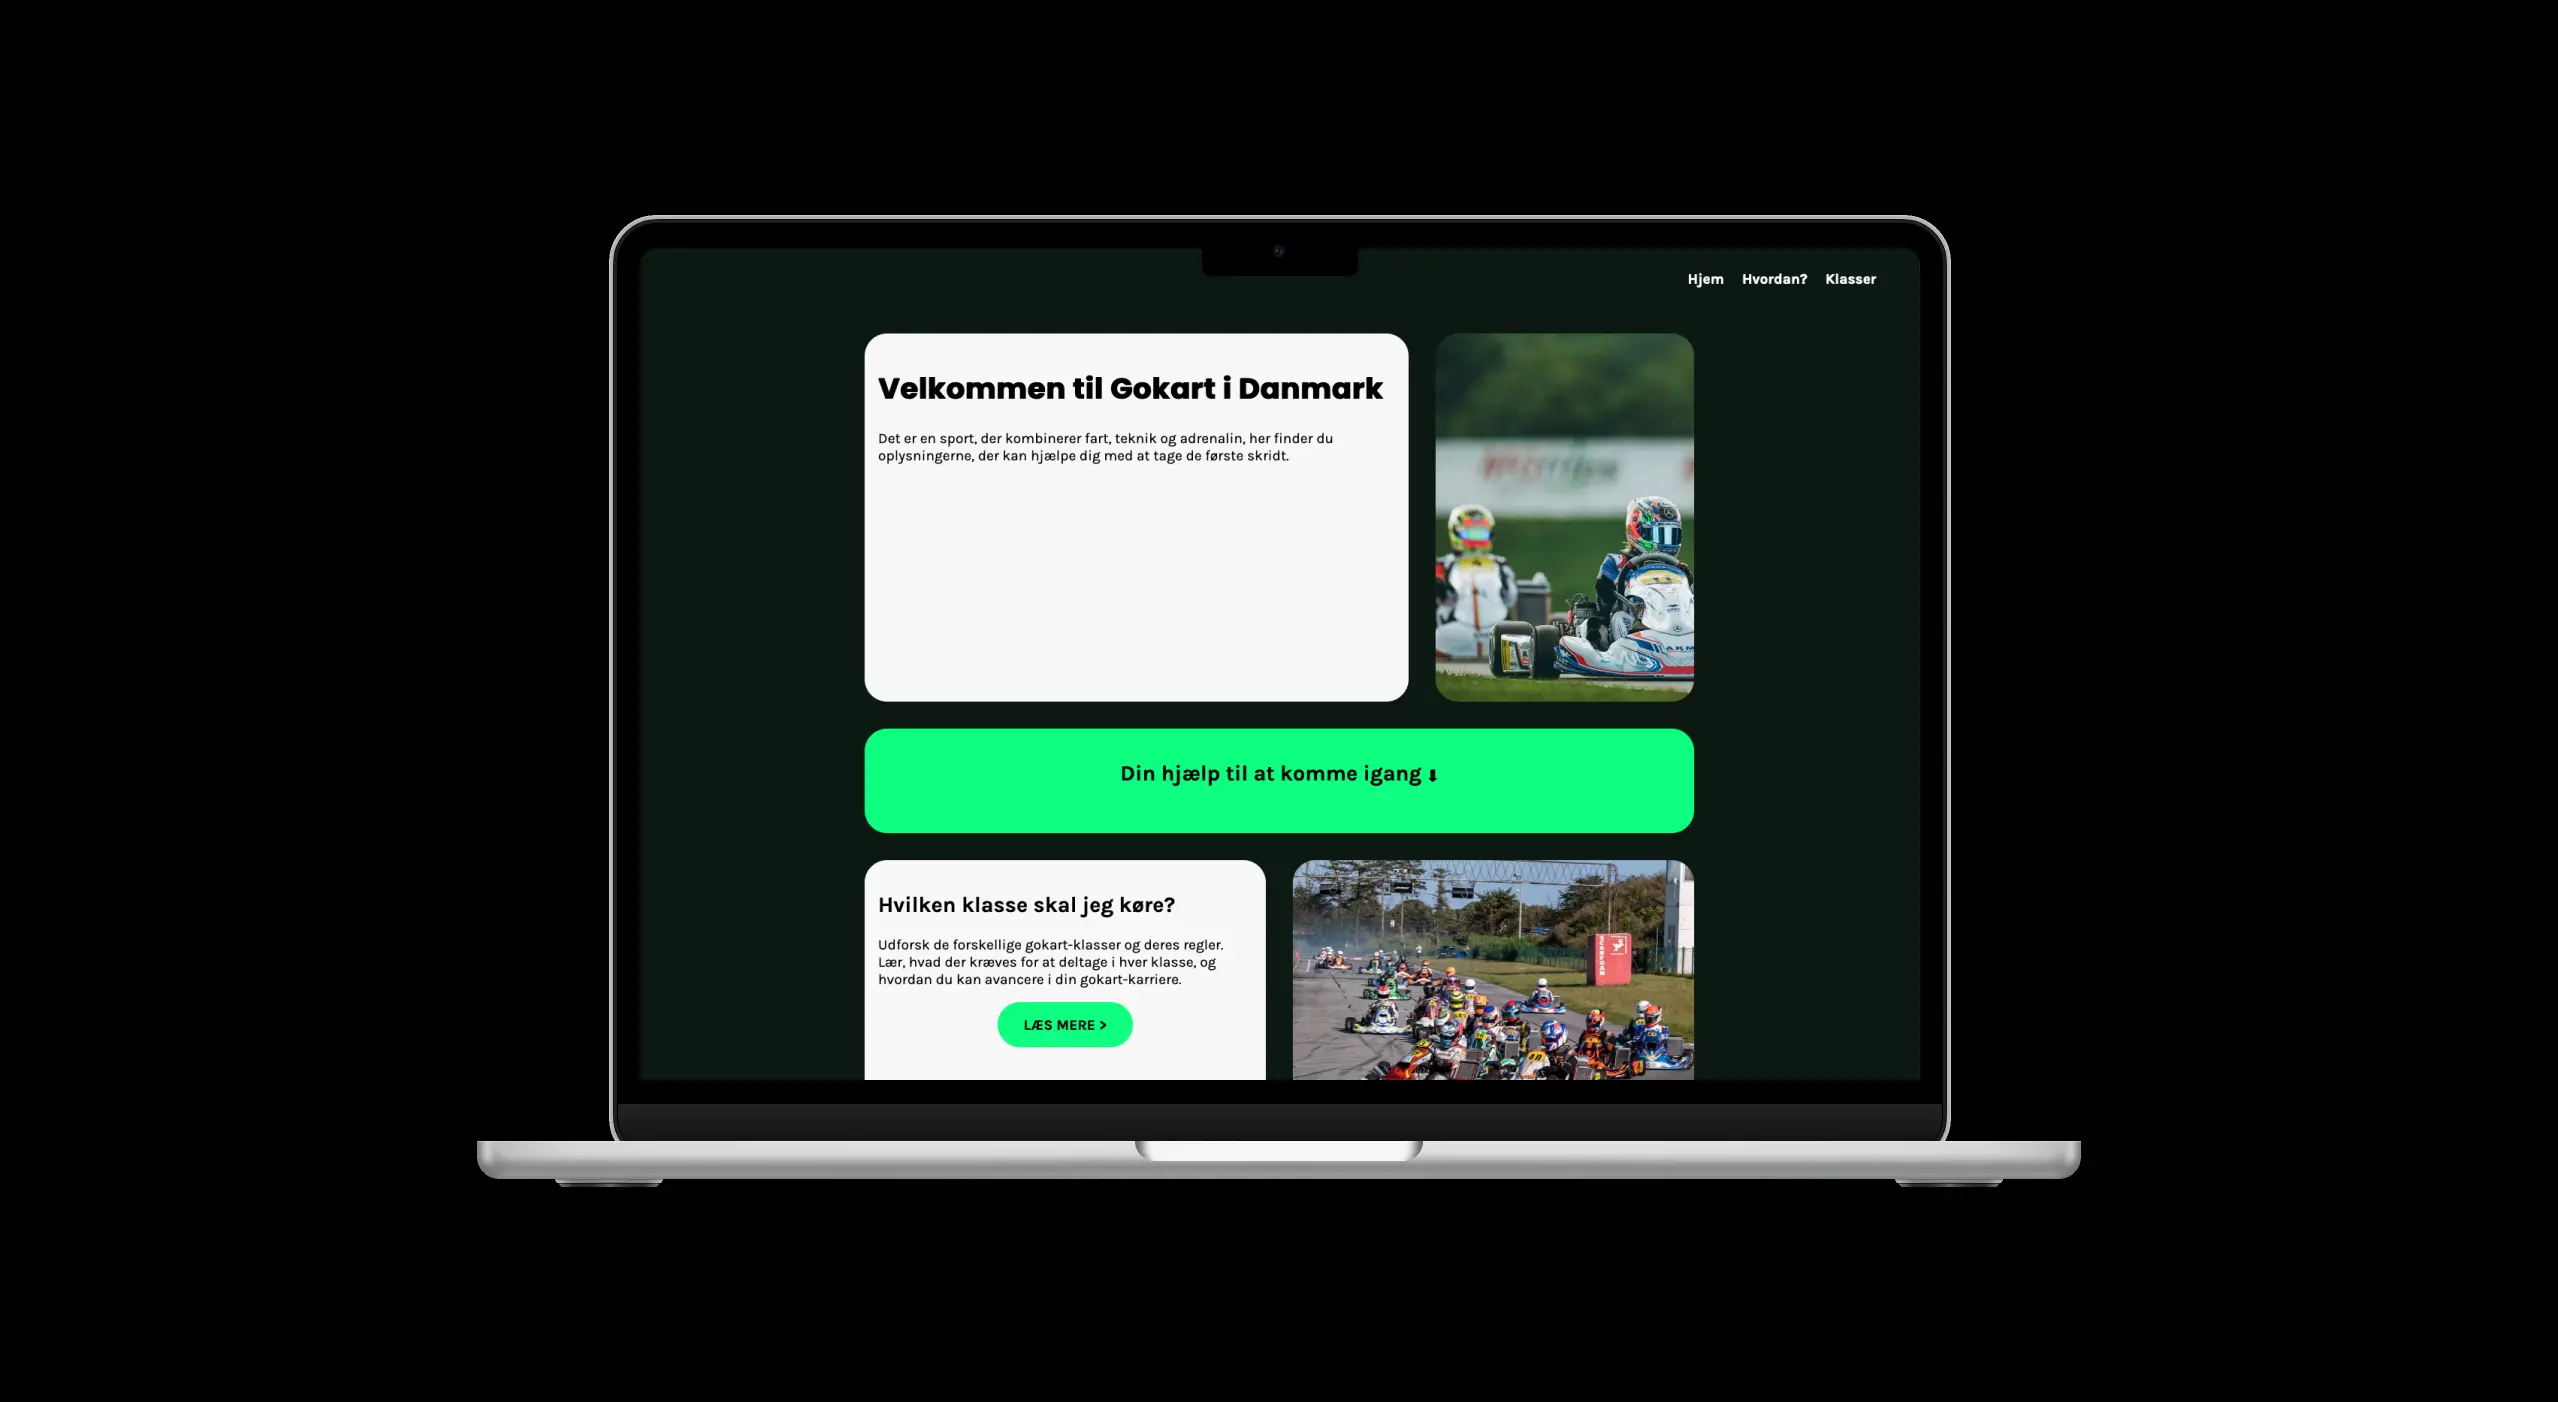 Hjem Hvordan? Klasser
Velkommen til Gokart i Danmark
Det er en sport, der kombinerer fart, teknik og adrenalin, her finder du
oplysningerne, der kan hjælpe dig med at tage de første skridt.
11
AKM
Din hjælp til at komme igang ⬇
Hvilken klasse skal jeg køre?
Udforsk de forskellige gokart-klasser og deres regler.
Lær, hvad der kræves for at deltage i hver klasse, og
hvordan du kan avancere i din gokart-karriere.
LÆS MERE >